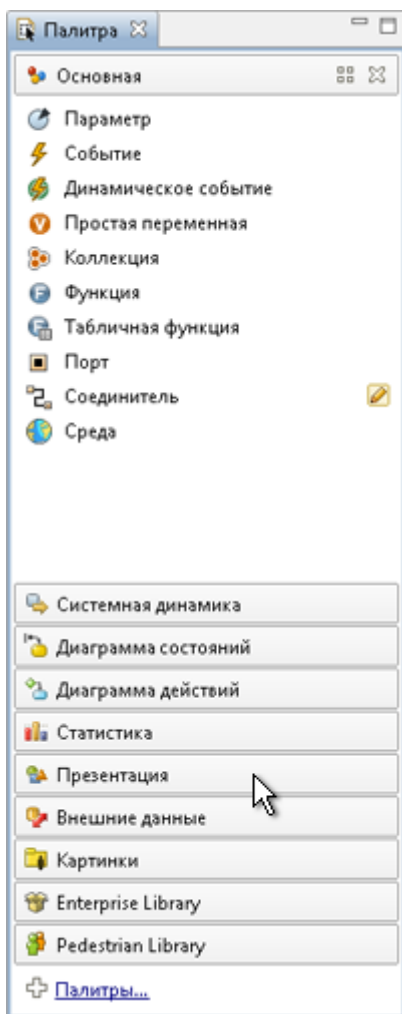 Палитра
Основная
Параметр
Событие
Динамическое событие
Простая переменная
Коллекция
Функция
Табличная функция
Порт
Соединитель
Среда
Системная динамика
Диаграмма состояний
Диаграмма действий
Статистика
Презентация
Внешние данные
Картинки
Enterprise Library
Pedestrian Library
Палитры...